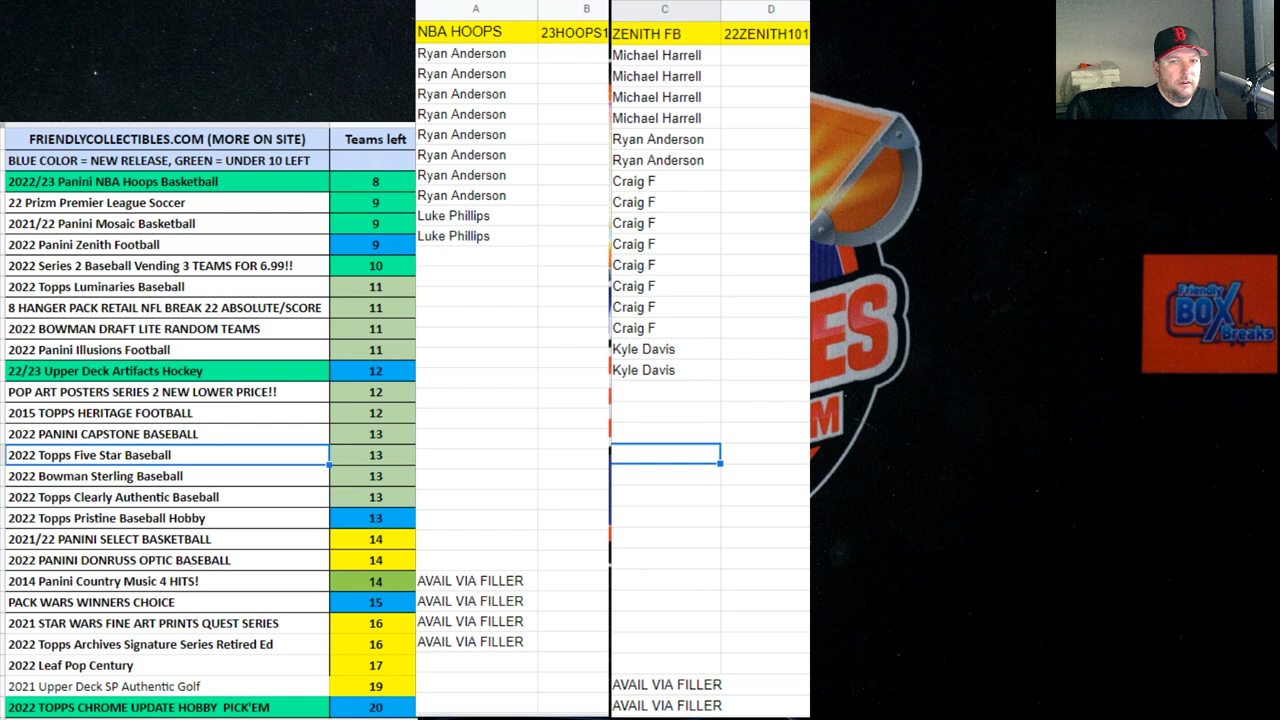 A
B
C
D
NBA HOOPS
23HOOPS1
ZENITH FB
22ZENITH101
Ryan Anderson
Ryan Anderson
Ryan Anderson
Ryan Anderson
Ryan Anderson
Ryan Anderson
Ryan Anderson
Ryan Anderson
Luke Phillips
Luke Phillips
AVAIL VIA FILLER
AVAIL VIA FILLER
AVAIL VIA FILLER
AVAIL VIA FILLER
Michael Harrell
Michael Harrell
Michael Harrell
Michael Harrell
Ryan Anderson
Ryan Anderson
Craig F
Craig F
Craig F
Craig F
Craig F
Craig F
Craig F
Craig F
Kyle Davis
Kyle Davis
AVAIL VIA FILLER
AVAIL VIA FILLER
FRIENDLYCOLLECTIBLES.COM (MORE ON SITE) Teams left
BLUE COLOR = NEW RELEASE, GREEN = UNDER 10 LEFT
2022/23 Panini NBA Hoops Basketball 8
22 Prizm Premier League Soccer 9
2021/22 Panini Mosaic Basketball 9
2022 Panini Zenith Football 9
2022 Series 2 Baseball Vending 3 TEAMS FOR 6.99!! 10
2022 Topps Luminaries Baseball 11
8 HANGER PACK RETAIL NFL BREAK 22 ABSOLUTE/SCORE 11
2022 BOWMAN DRAFT LITE RANDOM TEAMS 11
2022 Panini Illusions Football 11
22/23 Upper Deck Artifacts Hockey 12
POP ART POSTERS SERIES 2 NEW LOWER PRICE!! 12
2015 TOPPS HERITAGE FOOTBALL 12
2022 PANINI CAPSTONE BASEBALL 13
2022 Topps Five Star Baseball 13
2022 Bowman Sterling Baseball 13
2022 Topps Clearly Authentic Baseball 13
2022 Topps Pristine Baseball Hobby 13
2021/22 PANINI SELECT BASKETBALL 14
2022 PANINI DONRUSS OPTIC BASEBALL 14
2014 Panini Country Music 4 HITS! 14
PACK WARS WINNERS CHOICE 15
2021 STAR WARS FINE ART PRINTS QUEST SERIES 16
2022 Topps Archives Signature Series Retired Ed 16
2022 Leaf Pop Century 17
2021 Upper Deck SP Authentic Golf 19
2022 TOPPS CHROME UPDATE HOBBY PICK'EM 20
ES
M
B
Friendly
BOX
Breaks